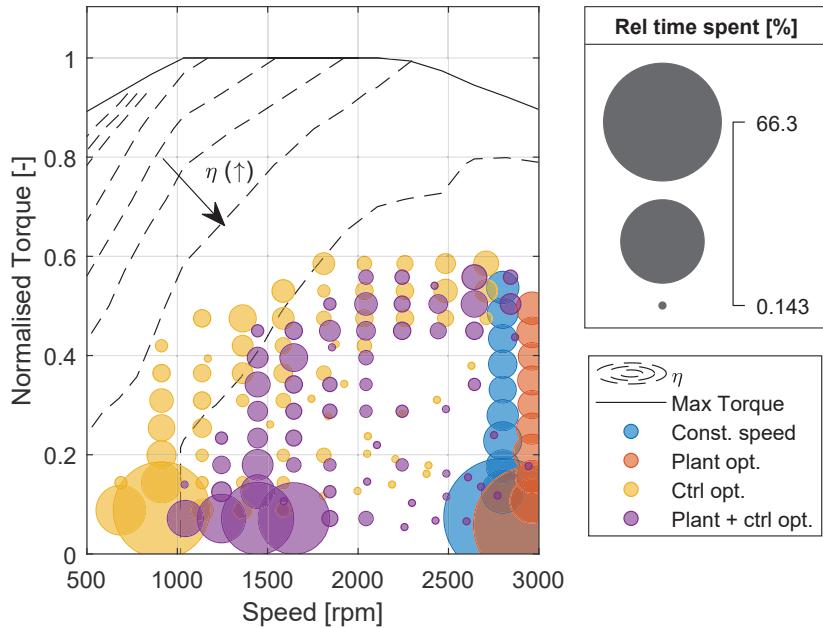 Normalised Torque [-]
1
0.8
0.6
0.4
0.2
0
η (↑)
500
1000
1500
2000
2500
3000
Speed [rpm]
Rel time spent [%]
66.3
0.143
η
Max Torque
Const. speed
Plant opt.
Ctrl opt.
Plant + ctrl opt.